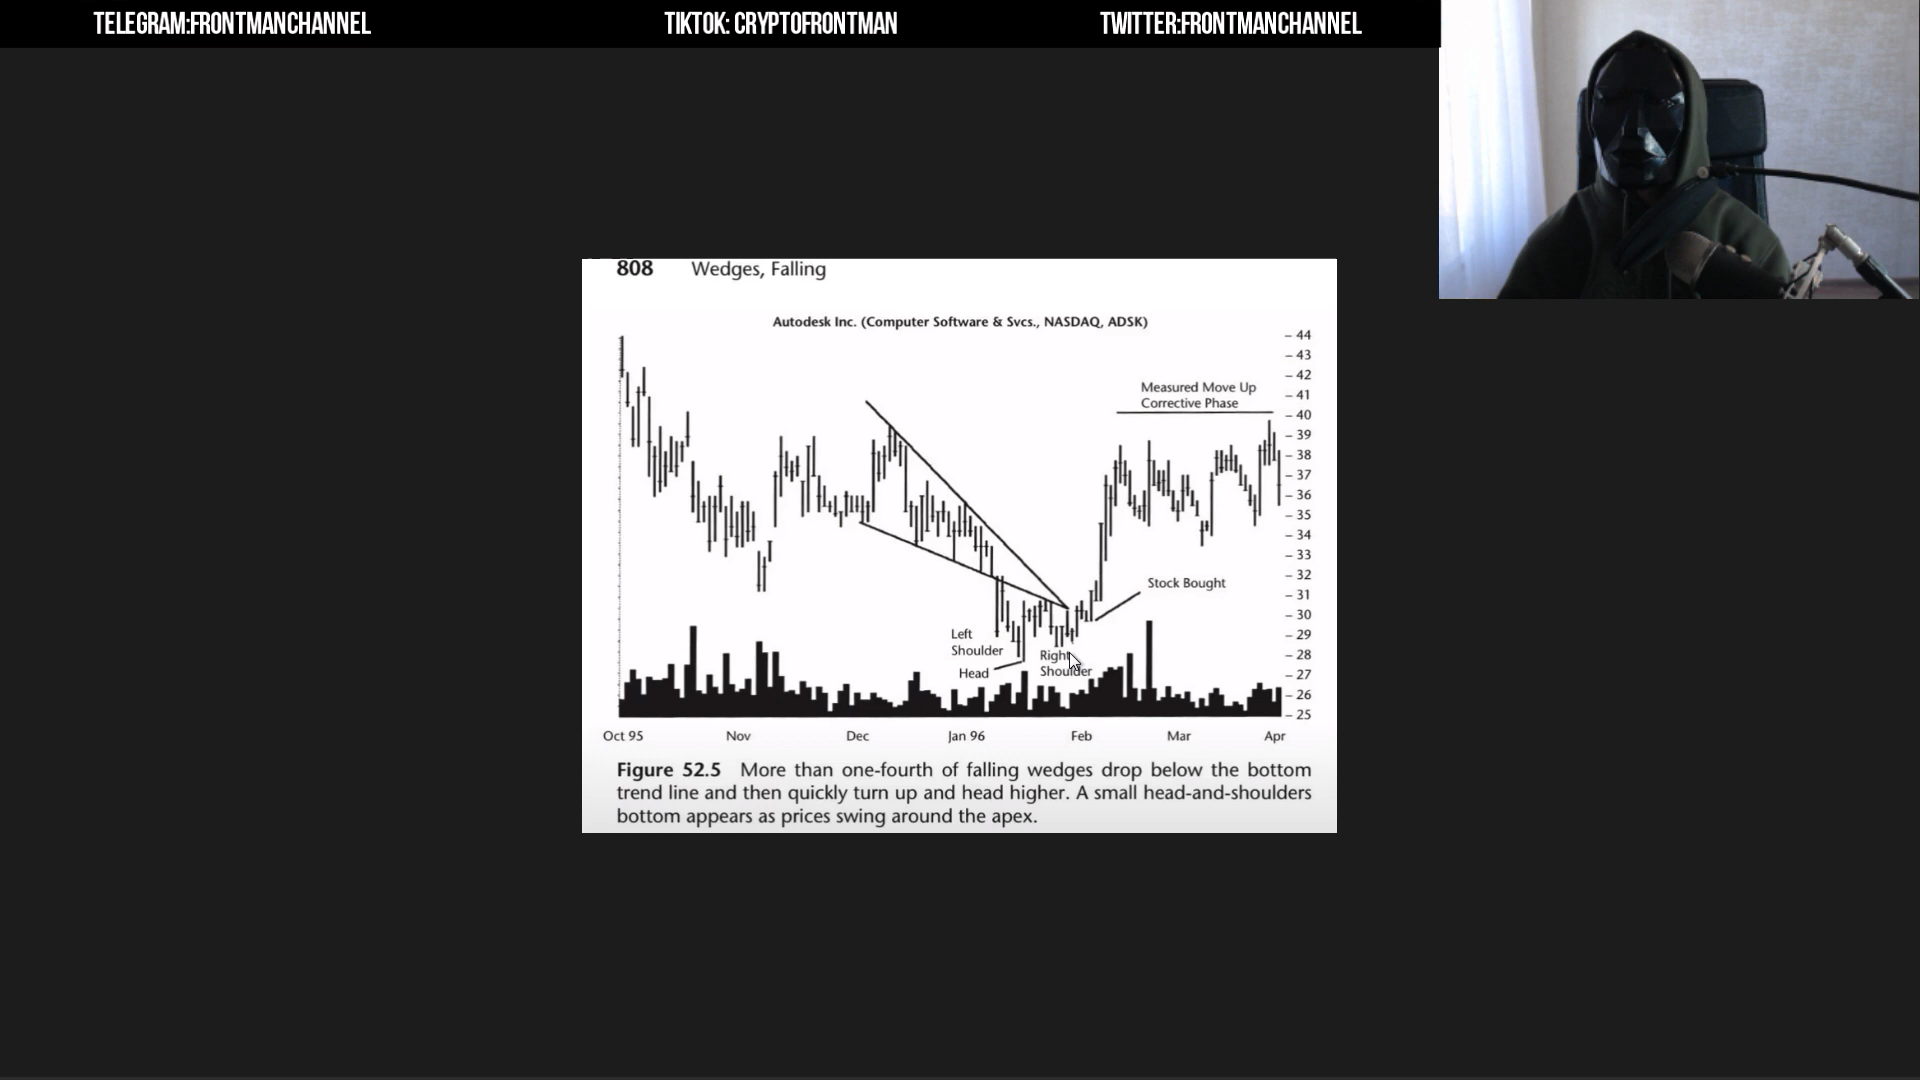 TELEGRAM:FRONTMANCHANNEL
TIKTOK: CRYPTOFRONTMAN
TWITTER:FRONTMANCHANNEL
808 Wedges, Falling
Autodesk Inc. (Computer Software & Svcs., NASDAQ, ADSK)
44
43
42
Measured Move Up
Corrective Phase
41
40
39
38
37
36
35
34
33
32
Stock Bought
31
30
29
28
27
26
25
Left
Shoulder
Head
Right
Shoulder
Oct 95 Nov Dec Jan 96 Feb Mar Apr
Figure 52.5 More than one-fourth of falling wedges drop below the bottom
trend line and then quickly turn up and head higher. A small head-and-shoulders
bottom appears as prices swing around the apex.